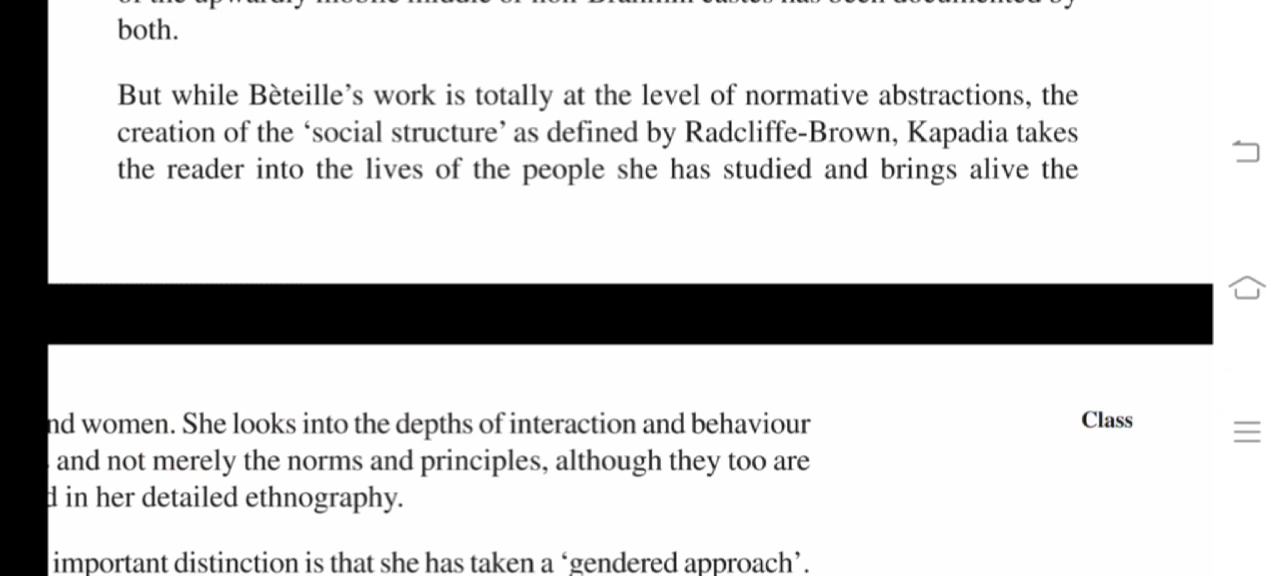 both.
But while Bèteille’s work is totally at the level of normative abstractions, the
creation of the ‘social structure’ as defined by Radcliffe-Brown, Kapadia takes
the reader into the lives of the people she has studied and brings alive the
women. She looks into the depths of interaction and behaviour
Class
and not merely the norms and principles, although they too are
in her detailed ethnography.
important distinction is that she has taken a ‘gendered approach’.